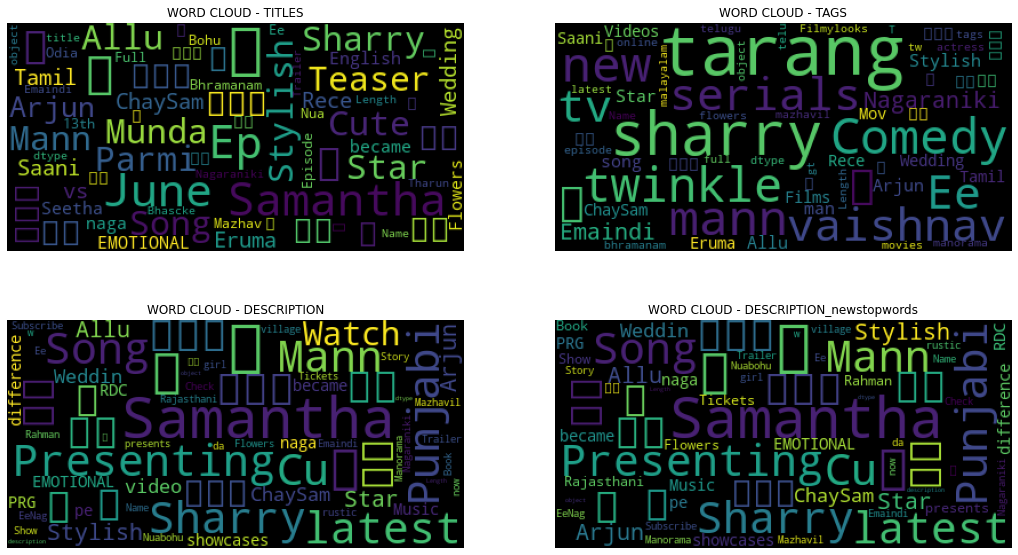 WORD CLOUD - TITLES
Allu Bohu Ee Sharry
object title Odia Full English Trailer Wedding
Tamil Emaindi Bhramanam Stylish Teaser
Arjun ChaySam Rece Length
13th Munda Ep Nua Cute
Mann dtype Parmi Episode became
Saani Nagaraniki Star
vs June Samantha Tharun
Seetha Bhascke Flowers
naga Song Mazhav Name
EMOTIONAL Eruma
WORD CLOUD - TAGS
Saani Videos telugu Filmylooks T tags
online tarang telu tw actress
new malayalam object Stylish
latest serials
tv Star Name flowers mazhavil Nagaraniki
episode sharry Mov Comedy
song full dtype gt Rece Wedding
twinkle Length Arjun Tamil
ChaySam Films Ee
Emaindi mann man vaishnav
bhramanam Eruma Allu movies manorama
WORD CLOUD - DESCRIPTION
Subscribe w Allu village Watch
Ee Song Mann
difference Weddin girl Tickets Story Arjun
RDC Check became Punjabi
Rajasthani Mazhavil
Samantha
Rahman presents da Flowers naga Emaindi Nagaraniki Trailer
Presenting Cu Manorama Book
EMOTIONAL video ChaySam
PRG pe Name Star Length now
EeNag Sharry rustic Music
Show Stylish Nuabohu showcases latest
description object dtype
WORD CLOUD - DESCRIPTION_newstopwords
Book Weddin w village Stylish
PRG Song Trailer Mann rustic RDC
Show Nuabohu Ee Name
Story Allu naga girl Rahman Punjabi
Tickets Check
Samantha dtype Length
became Flowers EMOTIONAL da difference
Presenting Cu now
Rajasthani Music ChaySam
pe Star presents
EeNag Sharry Emaindi Nagaraniki
object Arjun Subscribe Manorama Mazhavil latest description